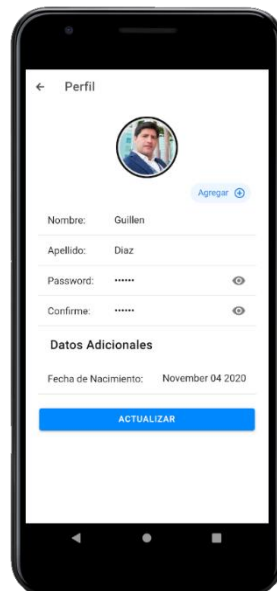 Perfil
Agregar
Nombre: Guillen
Apellido: Diaz
Password: ••••••
Confirme: ••••••
Datos Adicionales
Fecha de Nacimiento: November 04 2020
ACTUALIZAR